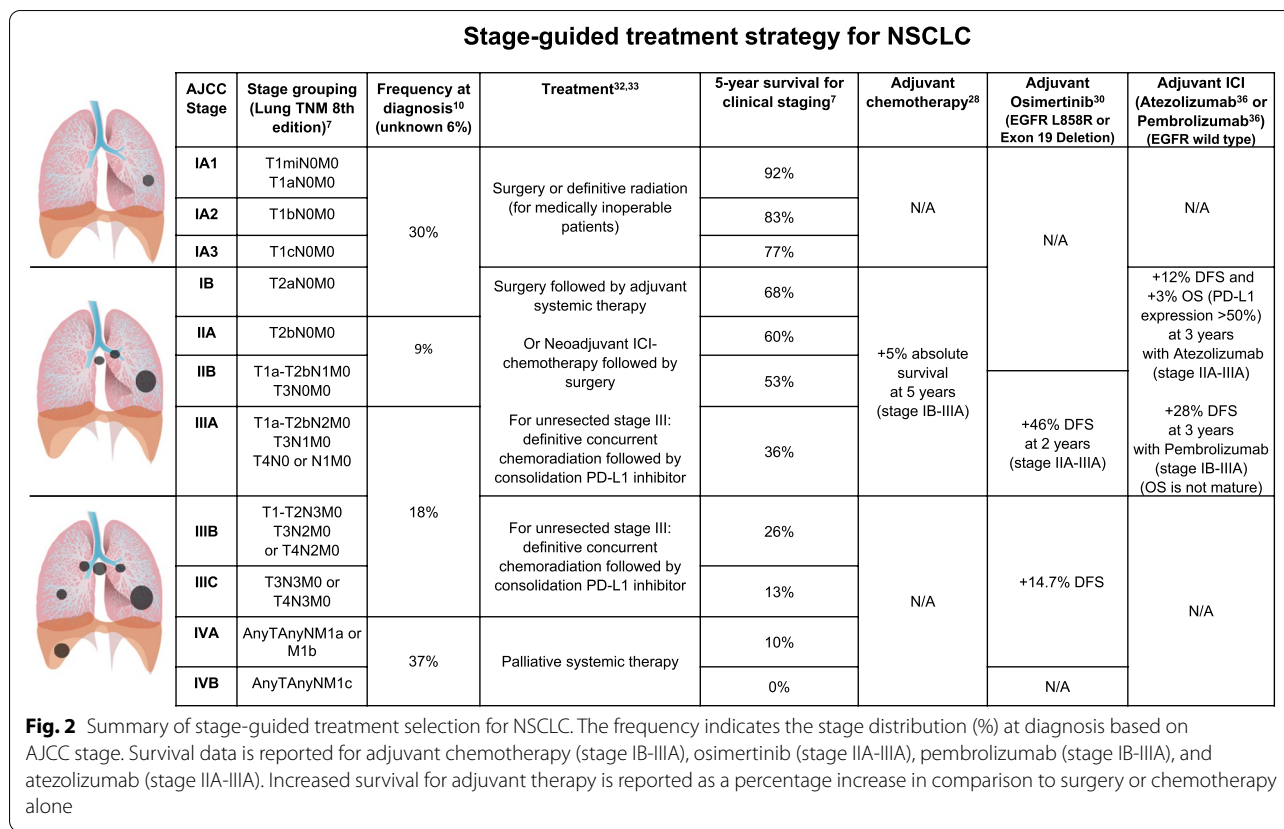 Stage-guided treatment strategy for NSCLC
AJCC
Stage
Stage grouping
(Lung TNM 8th
edition)7
Frequency at
diagnosis10
(unknown 6%)
Treatment32,33
5-year survival for
clinical staging7
Adjuvant
chemotherapy28
Adjuvant
Osimertinib30
(EGFR L858R or
Exon 19 Deletion)
Adjuvant ICI
(Atezolizumab36 or
Pembrolizumab36)
(EGFR wild type)
IA1
T1miN0M0
T1aN0M0
30%
Surgery or definitive radiation
(for medically inoperable
patients)
92%
N/A
N/A
N/A
IA2
T1bN0M0
83%
IA3
T1cN0M0
77%
IB
T2aN0M0
Surgery followed by adjuvant
systemic therapy
Or Neoadjuvant ICI-
chemotherapy followed by
surgery
For unresected stage III:
definitive concurrent
chemoradiation followed by
consolidation PD-L1 inhibitor
68%
+5% absolute
survival
at 5 years
(stage IB-IIIA)
+12% DFS and
+3% OS (PD-L1
expression >50%)
at 3 years
with Atezolizumab
(stage IIA-IIIA)
+28% DFS
at 3 years
with Pembrolizumab
(stage IB-IIIA)
(OS is not mature)
IIA
T2bN0M0
9%
60%
IIB
T1a-T2bN1M0
T3N0M0
53%
+46% DFS
at 2 years
(stage IIA-IIIA)
IIIA
T1a-T2bN2M0
T3N1M0
T4N0 or N1M0
18%
36%
IIIB
T1-T2N3M0
T3N2M0
or T4N2M0
For unresected stage III:
definitive concurrent
chemoradiation followed by
consolidation PD-L1 inhibitor
26%
N/A
+14.7% DFS
N/A
IIIC
T3N3M0 or
T4N3M0
13%
IVA
AnyTAnyNM1a or
M1b
37%
Palliative systemic therapy
10%
IVB
AnyTAnyNM1c
0%
N/A
Fig. 2 Summary of stage-guided treatment selection for NSCLC. The frequency indicates the stage distribution (%) at diagnosis based on
AJCC stage. Survival data is reported for adjuvant chemotherapy (stage IB-IIIA), osimertinib (stage IIA-IIIA), pembrolizumab (stage IB-IIIA), and
atezolizumab (stage IIA-IIIA). Increased survival for adjuvant therapy is reported as a percentage increase in comparison to surgery or chemotherapy
alone